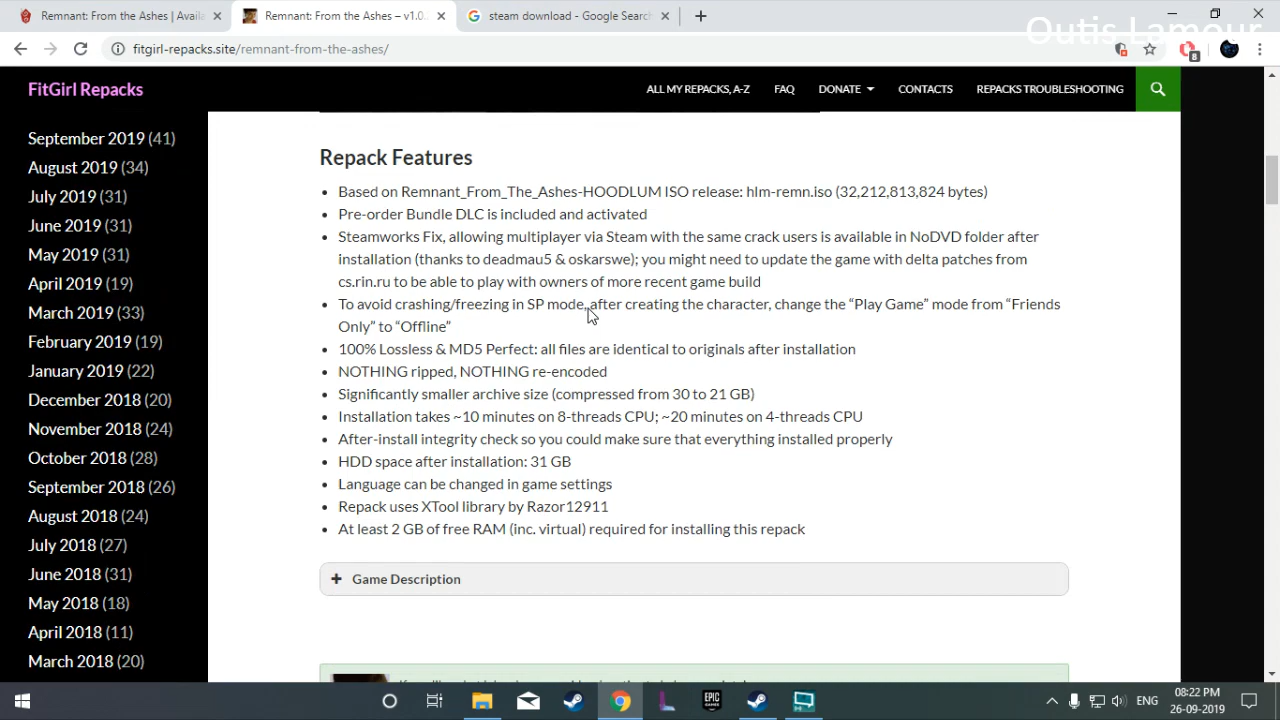 Remnant: From the Ashes | Availa
Remnant: From the Ashes – v1.0.
steam download - Google Search
Outis Lamour
fitgirl-repacks.site/remnant-from-the-ashes/
8
FitGirl Repacks
ALL MY REPACKS, A-Z
FAQ
DONATE
CONTACTS
REPACKS TROUBLESHOOTING
September 2019 (41)
August 2019 (34)
July 2019 (31)
June 2019 (31)
May 2019 (31)
April 2019 (19)
March 2019 (33)
February 2019 (19)
January 2019 (22)
December 2018 (20)
November 2018 (24)
October 2018 (28)
September 2018 (26)
August 2018 (24)
July 2018 (27)
June 2018 (31)
May 2018 (18)
April 2018 (11)
March 2018 (20)
Repack Features
Based on Remnant_From_The_Ashes-HOODLUM ISO release: hlm-remn.iso (32,212,813,824 bytes)
Pre-order Bundle DLC is included and activated
Steamworks Fix, allowing multiplayer via Steam with the same crack users is available in NoDVD folder after
installation (thanks to deadmau5 & oskarswe); you might need to update the game with delta patches from
cs.rin.ru to be able to play with owners of more recent game build
To avoid crashing/freezing in SP mode, after creating the character, change the “Play Game” mode from “Friends
Only” to “Offline”
100% Lossless & MD5 Perfect: all files are identical to originals after installation
NOTHING ripped, NOTHING re-encoded
Significantly smaller archive size (compressed from 30 to 21 GB)
Installation takes ~10 minutes on 8-threads CPU; ~20 minutes on 4-threads CPU
After-install integrity check so you could make sure that everything installed properly
HDD space after installation: 31 GB
Language can be changed in game settings
Repack uses XTool library by Razor12911
At least 2 GB of free RAM (inc. virtual) required for installing this repack
Game Description
EPIC
GAMES
ENG
08:22 PM
26-09-2019